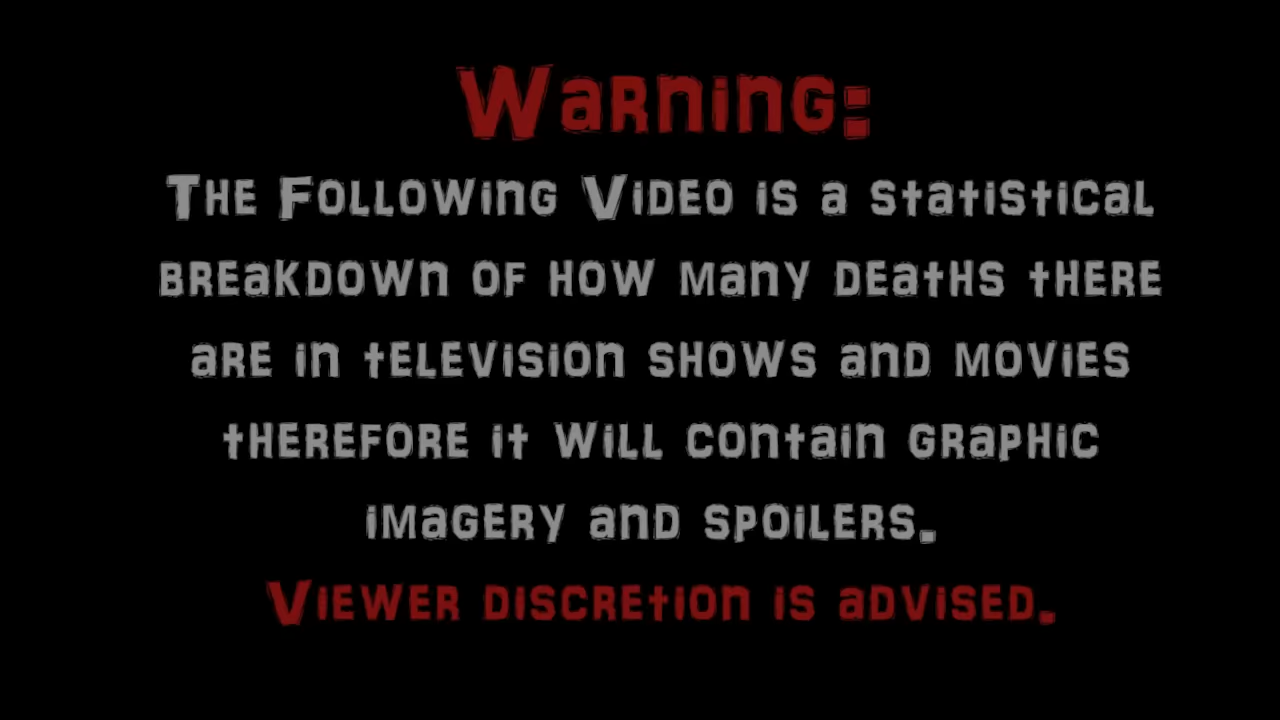 Warning:
The Following Video is a statistical
breakdown of how many deaths there
are in television shows and movies
therefore it will contain graphic
imagery and spoilers.
Viewer discretion is advised.